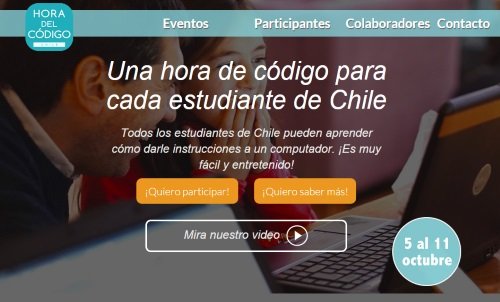 HORA
DEL
CÓDIGO
Eventos Participantes Colaboradores Contacto
Una hora de código para
cada estudiante de Chile
Todos los estudiantes de Chile pueden aprender
cómo darle instrucciones a un computador. ¡Es muy
fácil y entretenido!
¡Quiero participar! ¡Quiero saber más!
Mira nuestro video
5 al 11
octubre